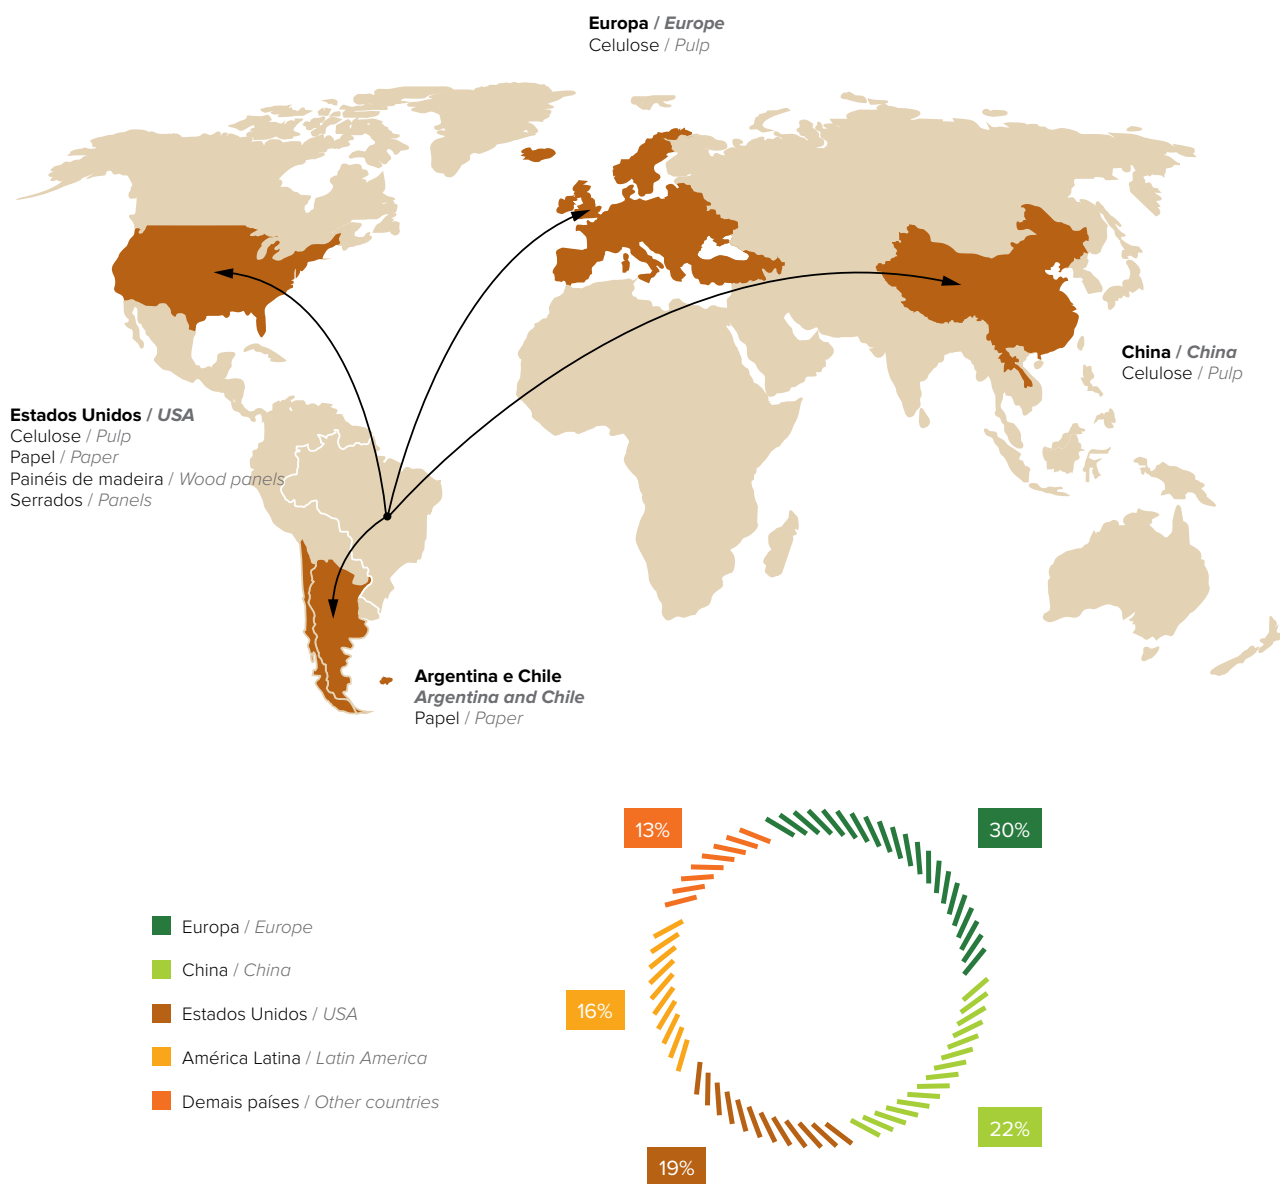 Europa / Europe
Celulose / Pulp
China / China
Celulose / Pulp
Estados Unidos / USA
Celulose / Pulp
Papel / Paper
Painéis de madeira / Wood panels
Serrados / Panels
Argentina e Chile
Argentina and Chile
Papel / Paper
13%
30%
Europa / Europe
China / China
Estados Unidos / USA
América Latina / Latin America
Demais países / Other countries
16%
22%
19%